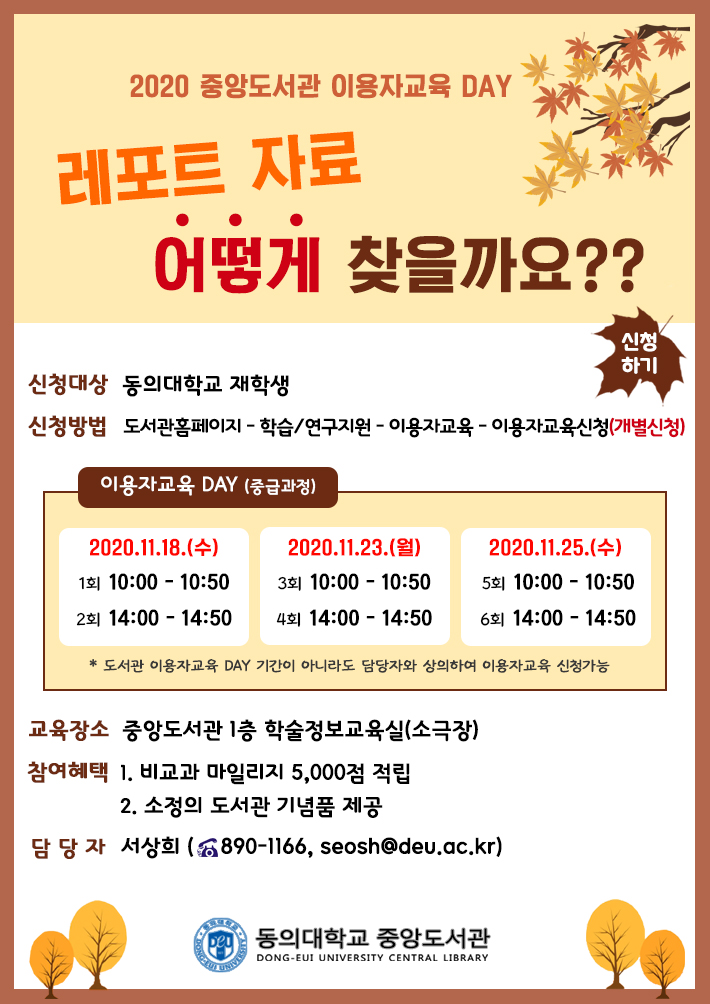 2020 중앙도서관 이용자교육 DAY
레포트 자료
어떻게 찾을까요??
신청
하기
신청대상 동의대학교 재학생
신청방법 도서관홈페이지 - 학습/연구지원 - 이용자교육 - 이용자교육신청(개별신청)
이용자교육 DAY (중급과정)
2020.11.18.(수)
1회 10:00 - 10:50
2회 14:00 - 14:50
2020.11.23.(월)
3회 10:00 - 10:50
4회 14:00 - 14:50
2020.11.25.(수)
5회 10:00 - 10:50
6회 14:00 - 14:50
* 도서관 이용자교육 DAY 기간이 아니라도 담당자와 상의하여 이용자교육 신청가능
교육장소 중앙도서관 1층 학술정보교육실(소극장)
참여혜택 1. 비교과 마일리지 5,000점 적립
2. 소정의 도서관 기념품 제공
담 당 자 서상희 (☎890-1166, seosh@deu.ac.kr)
동의대학교 중앙도서관
DONG-EUI UNIVERSITY CENTRAL LIBRARY